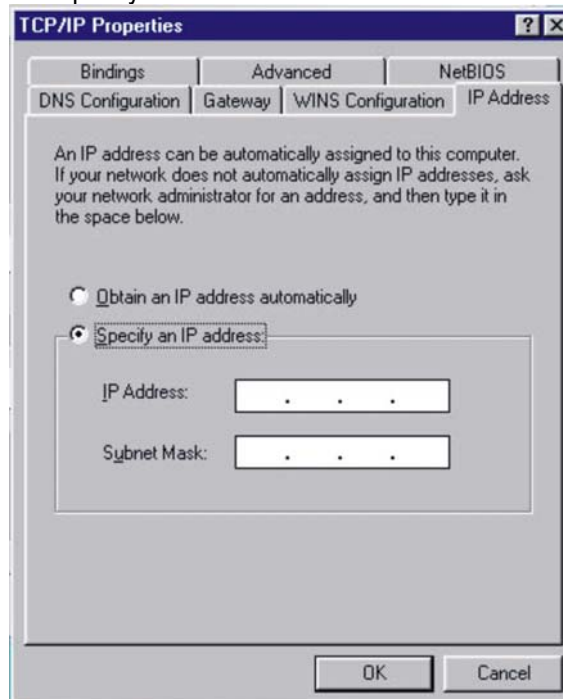 TCP/IP Properties
? ×
Bindings Advanced NetBIOS
DNS Configuration Gateway WINS Configuration IP Address
An IP address can be automatically assigned to this computer.
If your network does not automatically assign IP addresses, ask
your network administrator for an address, and then type it in
the space below.
Obtain an IP address automatically
Specify an IP address:
IP Address: . . .
Subnet Mask: . . .
OK Cancel